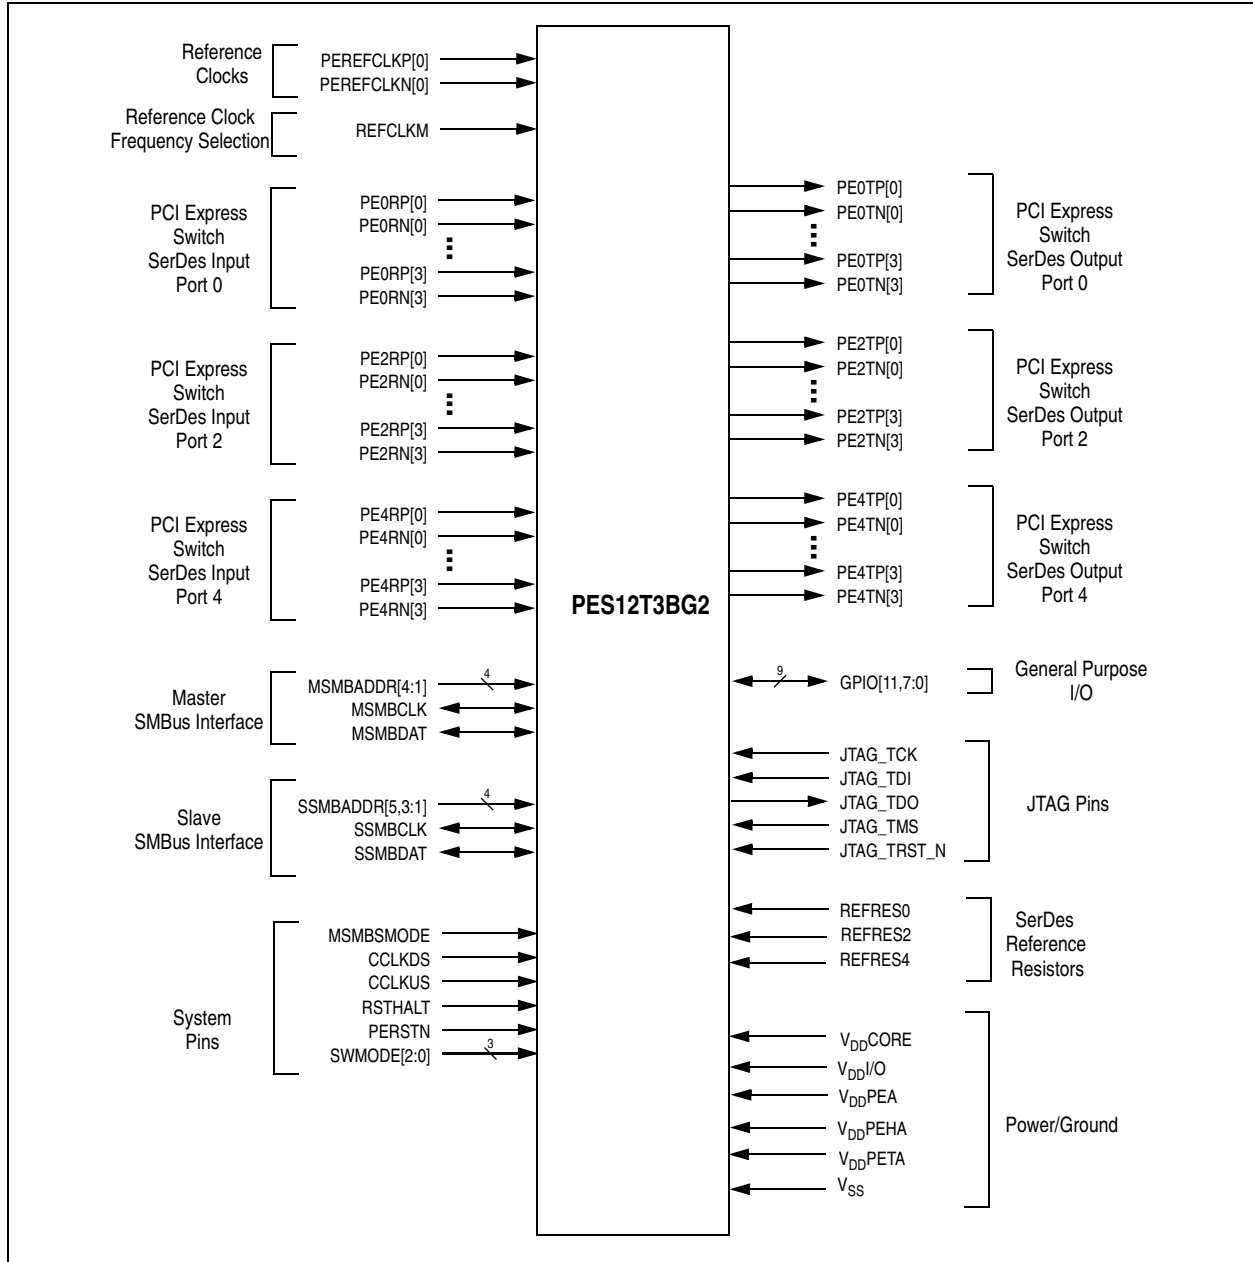 Reference
Clocks
PEREFCLKP[0]
PEREFCLKN[0]
Reference Clock
Frequency Selection
REFCLKM
PCI Express
Switch
SerDes Input
Port 0
PE0RP[0]
PE0RN[0]
PE0RP[3]
PE0RN[3]
PCI Express
Switch
SerDes Input
Port 2
PE2RP[0]
PE2RN[0]
PE2RP[3]
PE2RN[3]
PCI Express
Switch
SerDes Input
Port 4
PE4RP[0]
PE4RN[0]
PE4RP[3]
PE4RN[3]
Master
SMBus Interface
MSMBADDR[4:1]
4
MSMBCLK
MSMBDAT
Slave
SMBus Interface
SSMBADDR[5,3:1]
4
SSMBCLK
SSMBDAT
System
Pins
MSMBSMODE
CCLKDS
CCLKUS
RSTHALT
PERSTN
SWMODE[2:0]
3
PES12T3BG2
PE0TP[0]
PE0TN[0]
PE0TP[3]
PE0TN[3]
PCI Express
Switch
SerDes Output
Port 0
PE2TP[0]
PE2TN[0]
PE2TP[3]
PE2TN[3]
PCI Express
Switch
SerDes Output
Port 2
PE4TP[0]
PE4TN[0]
PE4TP[3]
PE4TN[3]
PCI Express
Switch
SerDes Output
Port 4
9
GPIO[11,7:0]
General Purpose
I/O
JTAG_TCK
JTAG_TDI
JTAG_TDO
JTAG_TMS
JTAG_TRST_N
JTAG Pins
REFRES0
REFRES2
REFRES4
SerDes
Reference
Resistors
VDDCORE
VDDI/O
VDDPEA
VDDPEHA
VDDPETA
VSS
Power/Ground